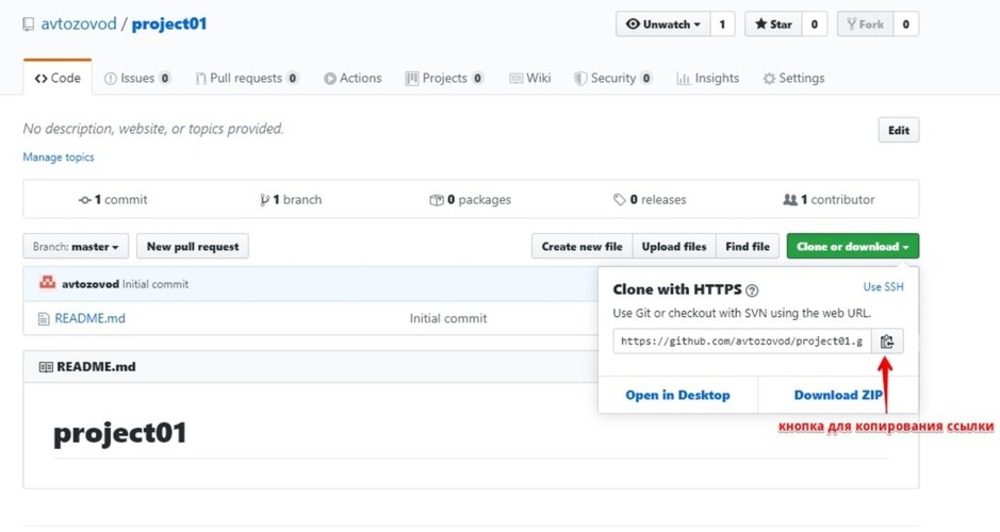 avtozovod / project01
Unwatch 1 Star 0 Fork 0
Code Issues 0 Pull requests 0 Actions Projects 0 Wiki Security 0 Insights Settings
No description, website, or topics provided.
Edit
Manage topics
1 commit 1 branch 0 packages 0 releases 1 contributor
Branch: master New pull request Create new file Upload files Find file Clone or download
avtozovod Initial commit
Clone with HTTPS ? Use SSH
Use Git or checkout with SVN using the web URL.
README.md Initial commit
https://github.com/avtozovod/project01.g
README.md
Open in Desktop Download ZIP
кнопка для копирования ссылки
project01